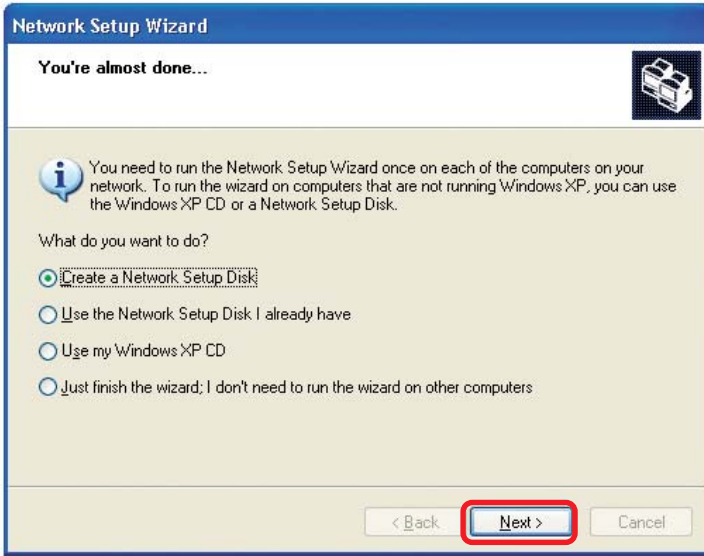 Network Setup Wizard
You're almost done...
You need to run the Network Setup Wizard once on each of the computers on your
network. To run the wizard on computers that are not running Windows XP, you can use
the Windows XP CD or a Network Setup Disk.
What do you want to do?
Create a Network Setup Disk
Use the Network Setup Disk I already have
Use my Windows XP CD
Just finish the wizard; I don't need to run the wizard on other computers
< Back
Next >
Cancel